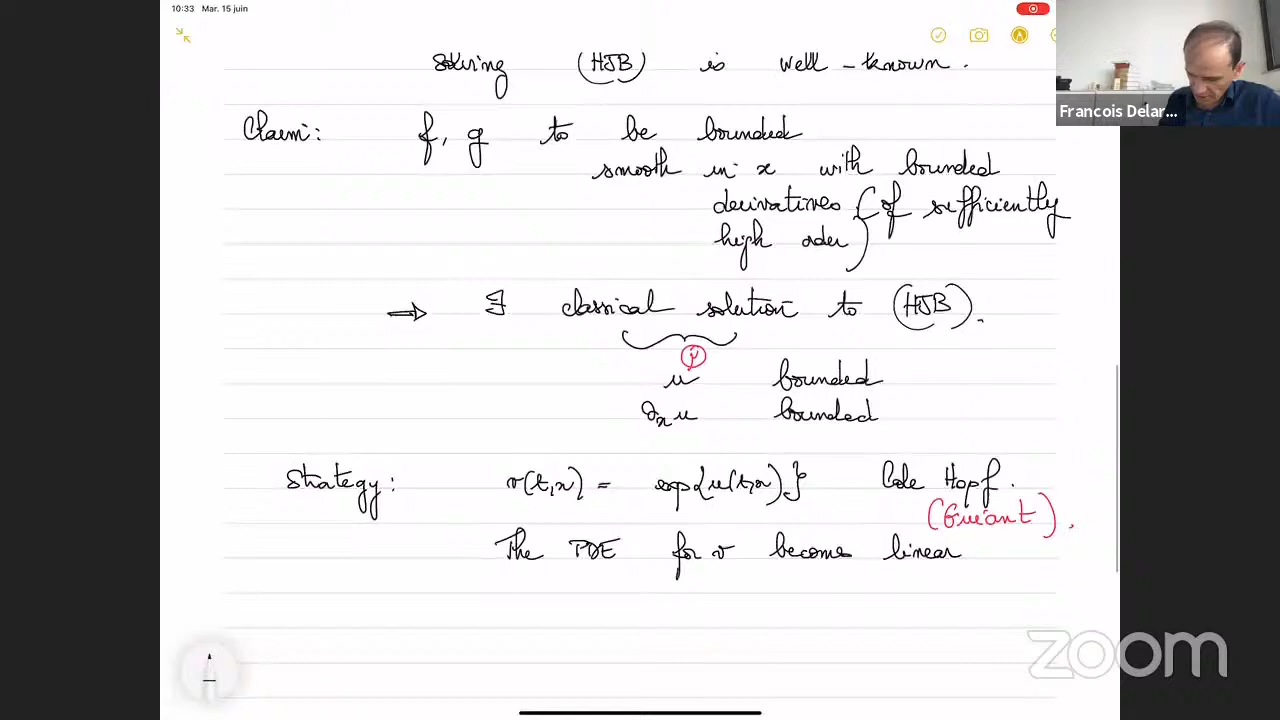 10:33 Mar. 15 juin
solving (HJB) is well-known.
Francois Delar...
Claim: f, g to be bounded
smooth in x with bounded
derivatives (of sufficiently
high order)
⇒ ∃ classical solution to (HJB).
u bounded
∂ₓu bounded
Strategy: v(t,x) = exp{u(t,x)} Cole Hopf.
(Guéant).
The PDE for v becomes linear
zoom